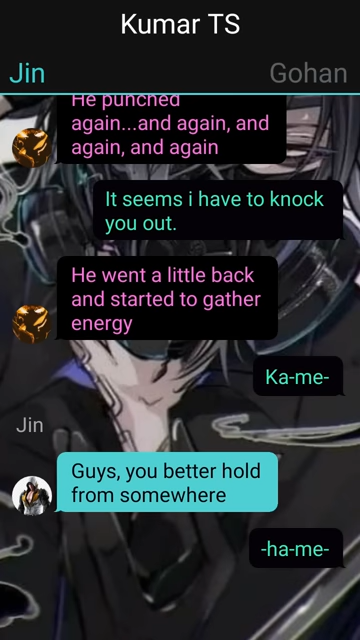 Kumar TS
Jin
Gohan
He punched
again...and again, and
again, and again
It seems i have to knock
you out.
He went a little back
and started to gather
energy
Ka-me-
Jin
Guys, you better hold
from somewhere
-ha-me-